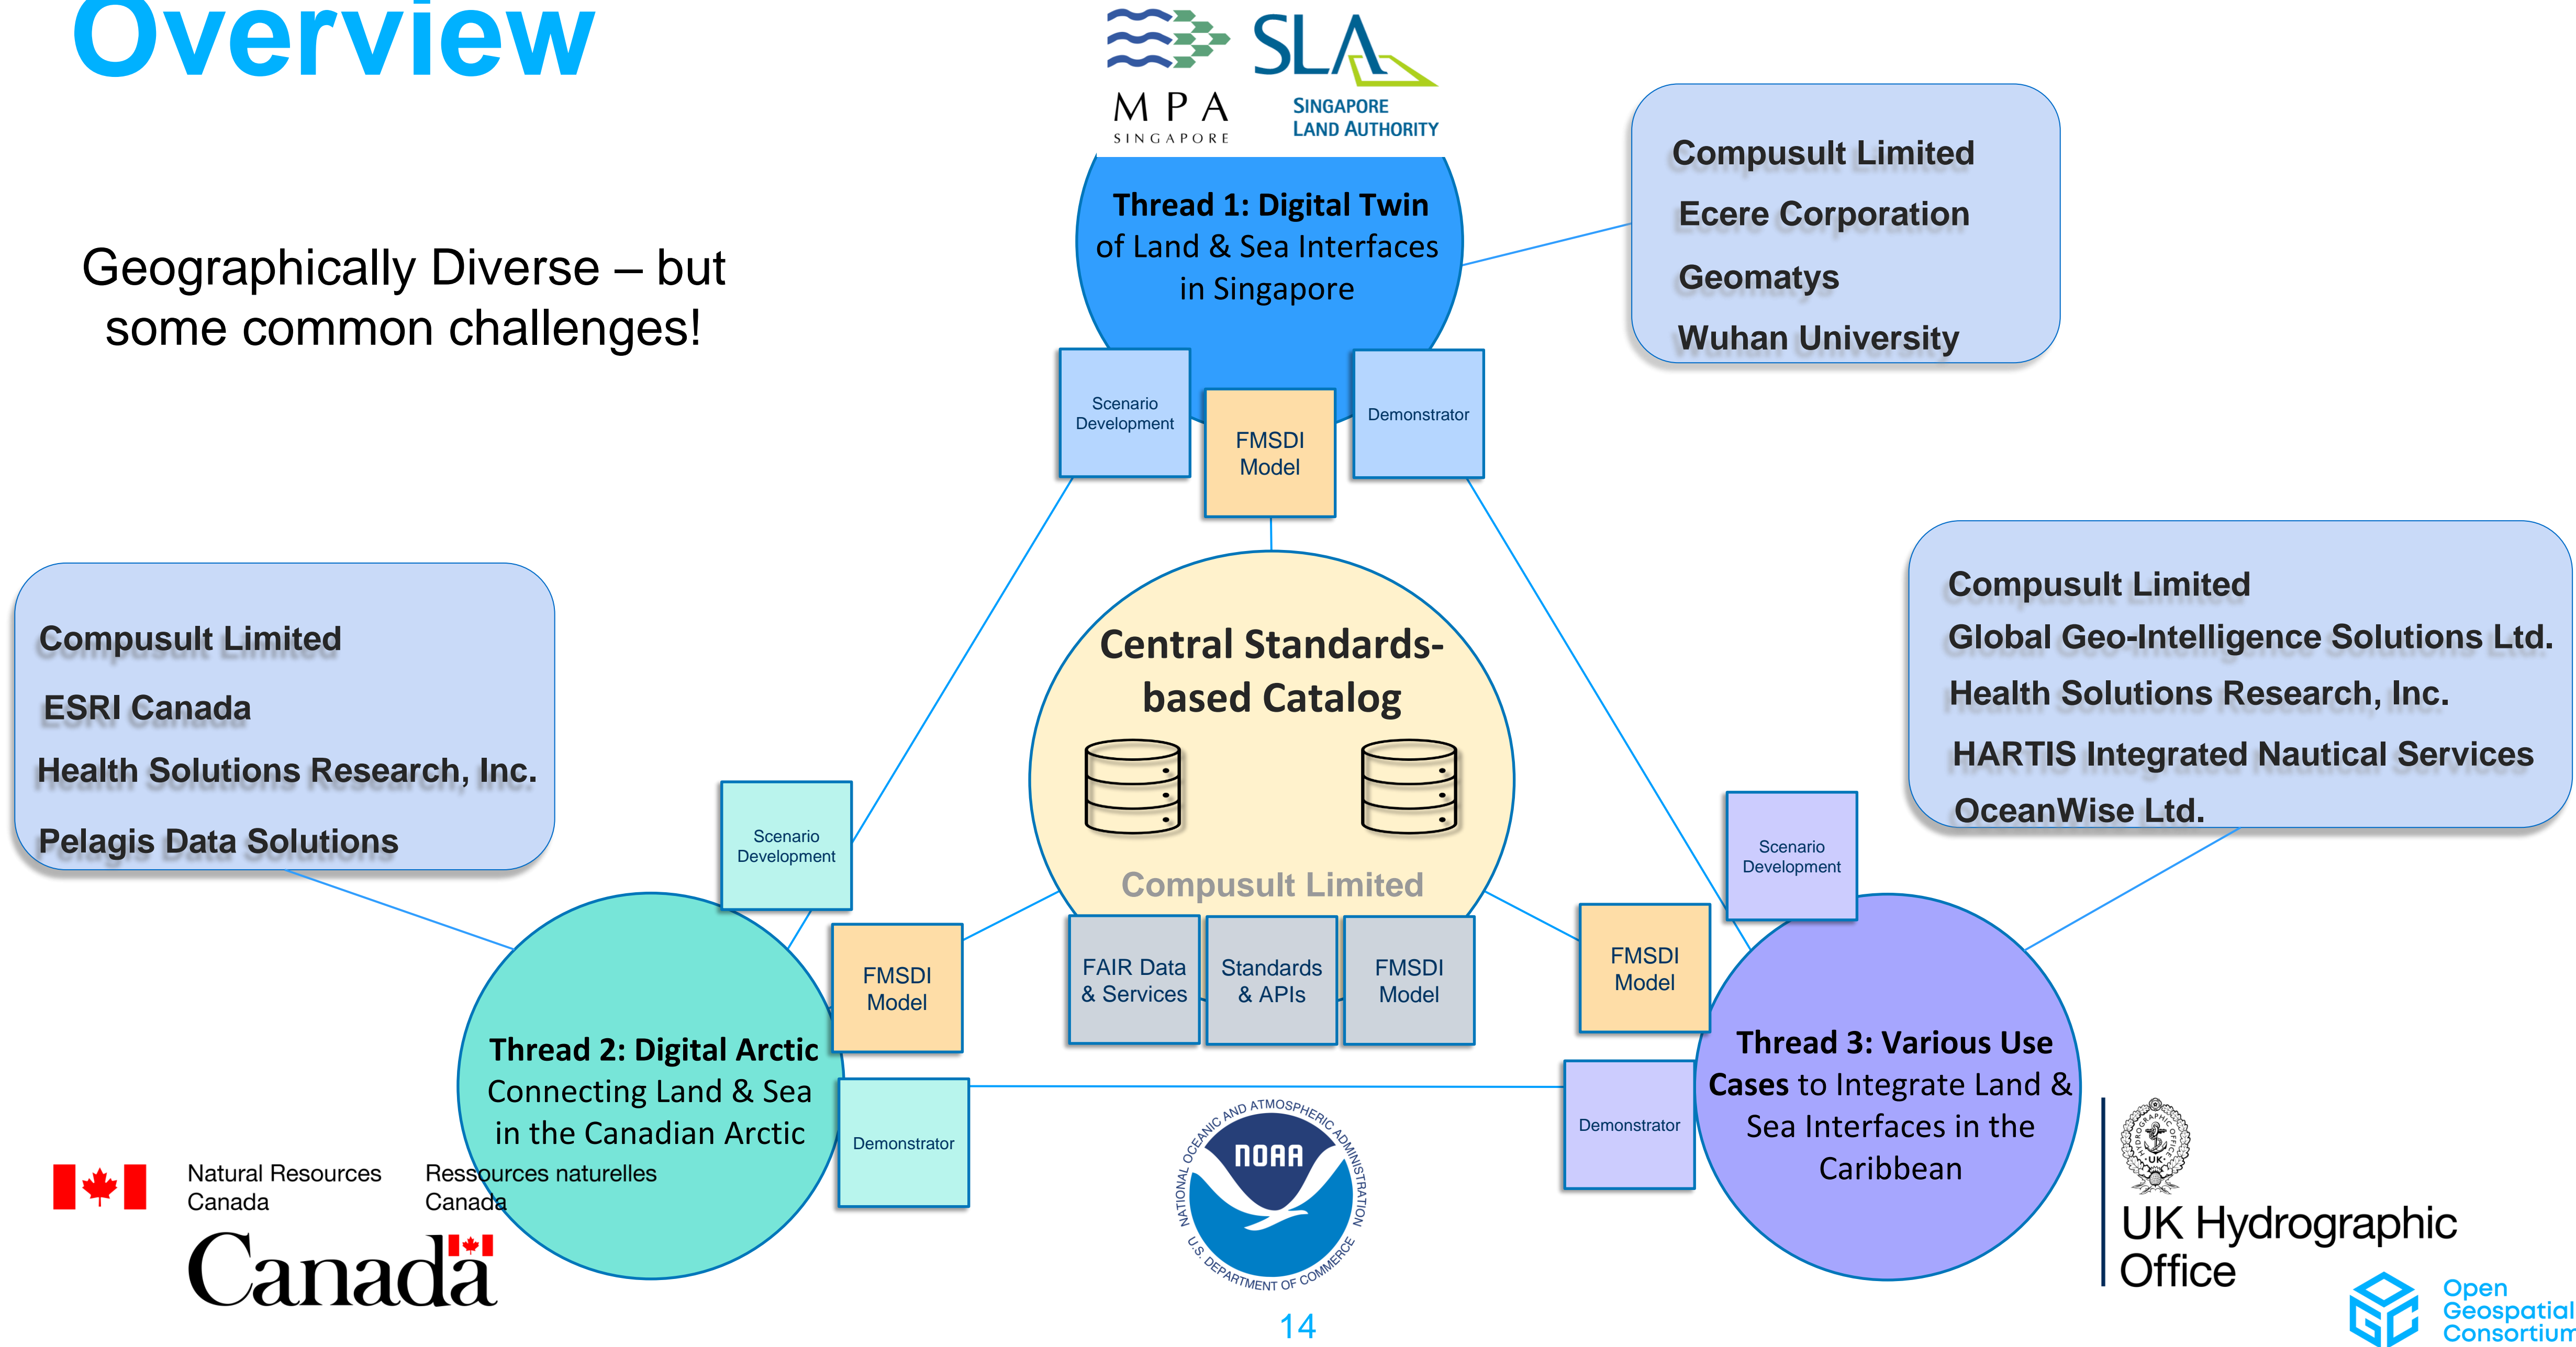 Overview
Geographically Diverse – but
some common challenges!
MPA
SINGAPORE
SLA
SINGAPORE
LAND AUTHORITY
Thread 1: Digital Twin
of Land & Sea Interfaces
in Singapore
Compusult Limited
Ecere Corporation
Geomatys
Wuhan University
Scenario
Development
FMSDI
Model
Demonstrator
Central Standards-
based Catalog
Compusult Limited
FAIR Data
& Services
Standards
& APIs
FMSDI
Model
Compusult Limited
ESRI Canada
Health Solutions Research, Inc.
Pelagis Data Solutions
Scenario
Development
FMSDI
Model
Demonstrator
Thread 2: Digital Arctic
Connecting Land & Sea
in the Canadian Arctic
Natural Resources
Canada
Ressources naturelles
Canada
Canada
Compusult Limited
Global Geo-Intelligence Solutions Ltd.
Health Solutions Research, Inc.
HARTIS Integrated Nautical Services
OceanWise Ltd.
Scenario
Development
FMSDI
Model
Demonstrator
Thread 3: Various Use
Cases to Integrate Land &
Sea Interfaces in the
Caribbean
NATIONAL OCEANIC AND ATMOSPHERIC ADMINISTRATION
NOAA
U.S. DEPARTMENT OF COMMERCE
HYDROGRAPHIC OFFICE
UK
UK Hydrographic
Office
14
OGC
Open
Geospatial
Consortium